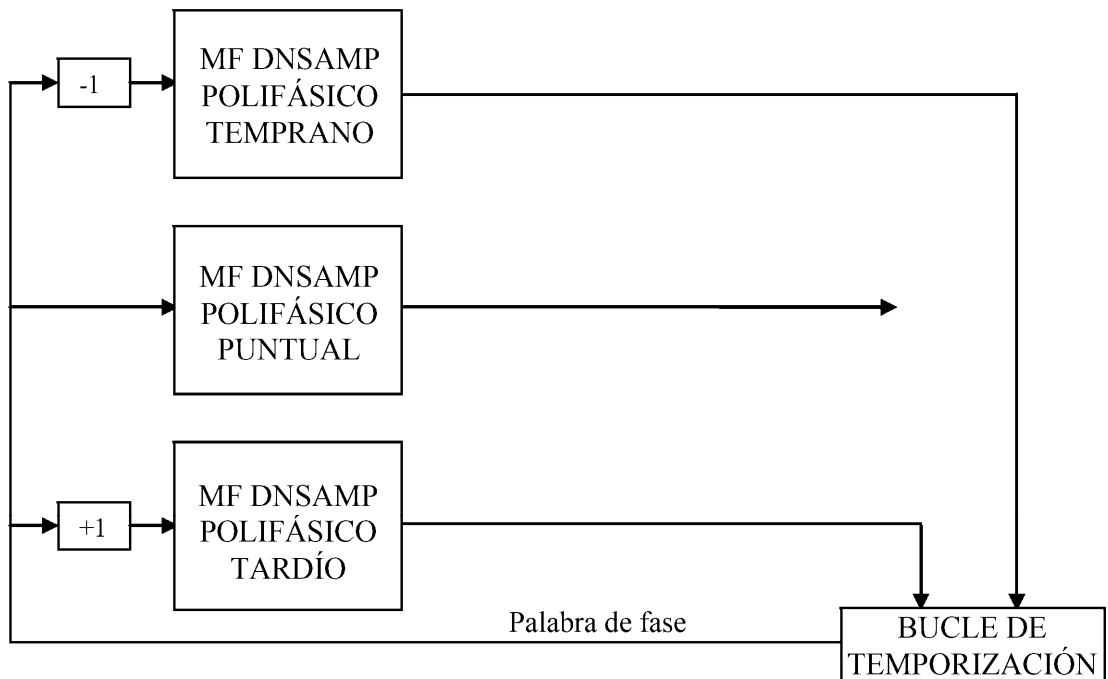 -1
MF DNSAMP
POLIFÁSICO
TEMPRANO
MF DNSAMP
POLIFÁSICO
PUNTUAL
+1
MF DNSAMP
POLIFÁSICO
TARDÍO
Palabra de fase
BUCLE DE
TEMPORIZACIÓN